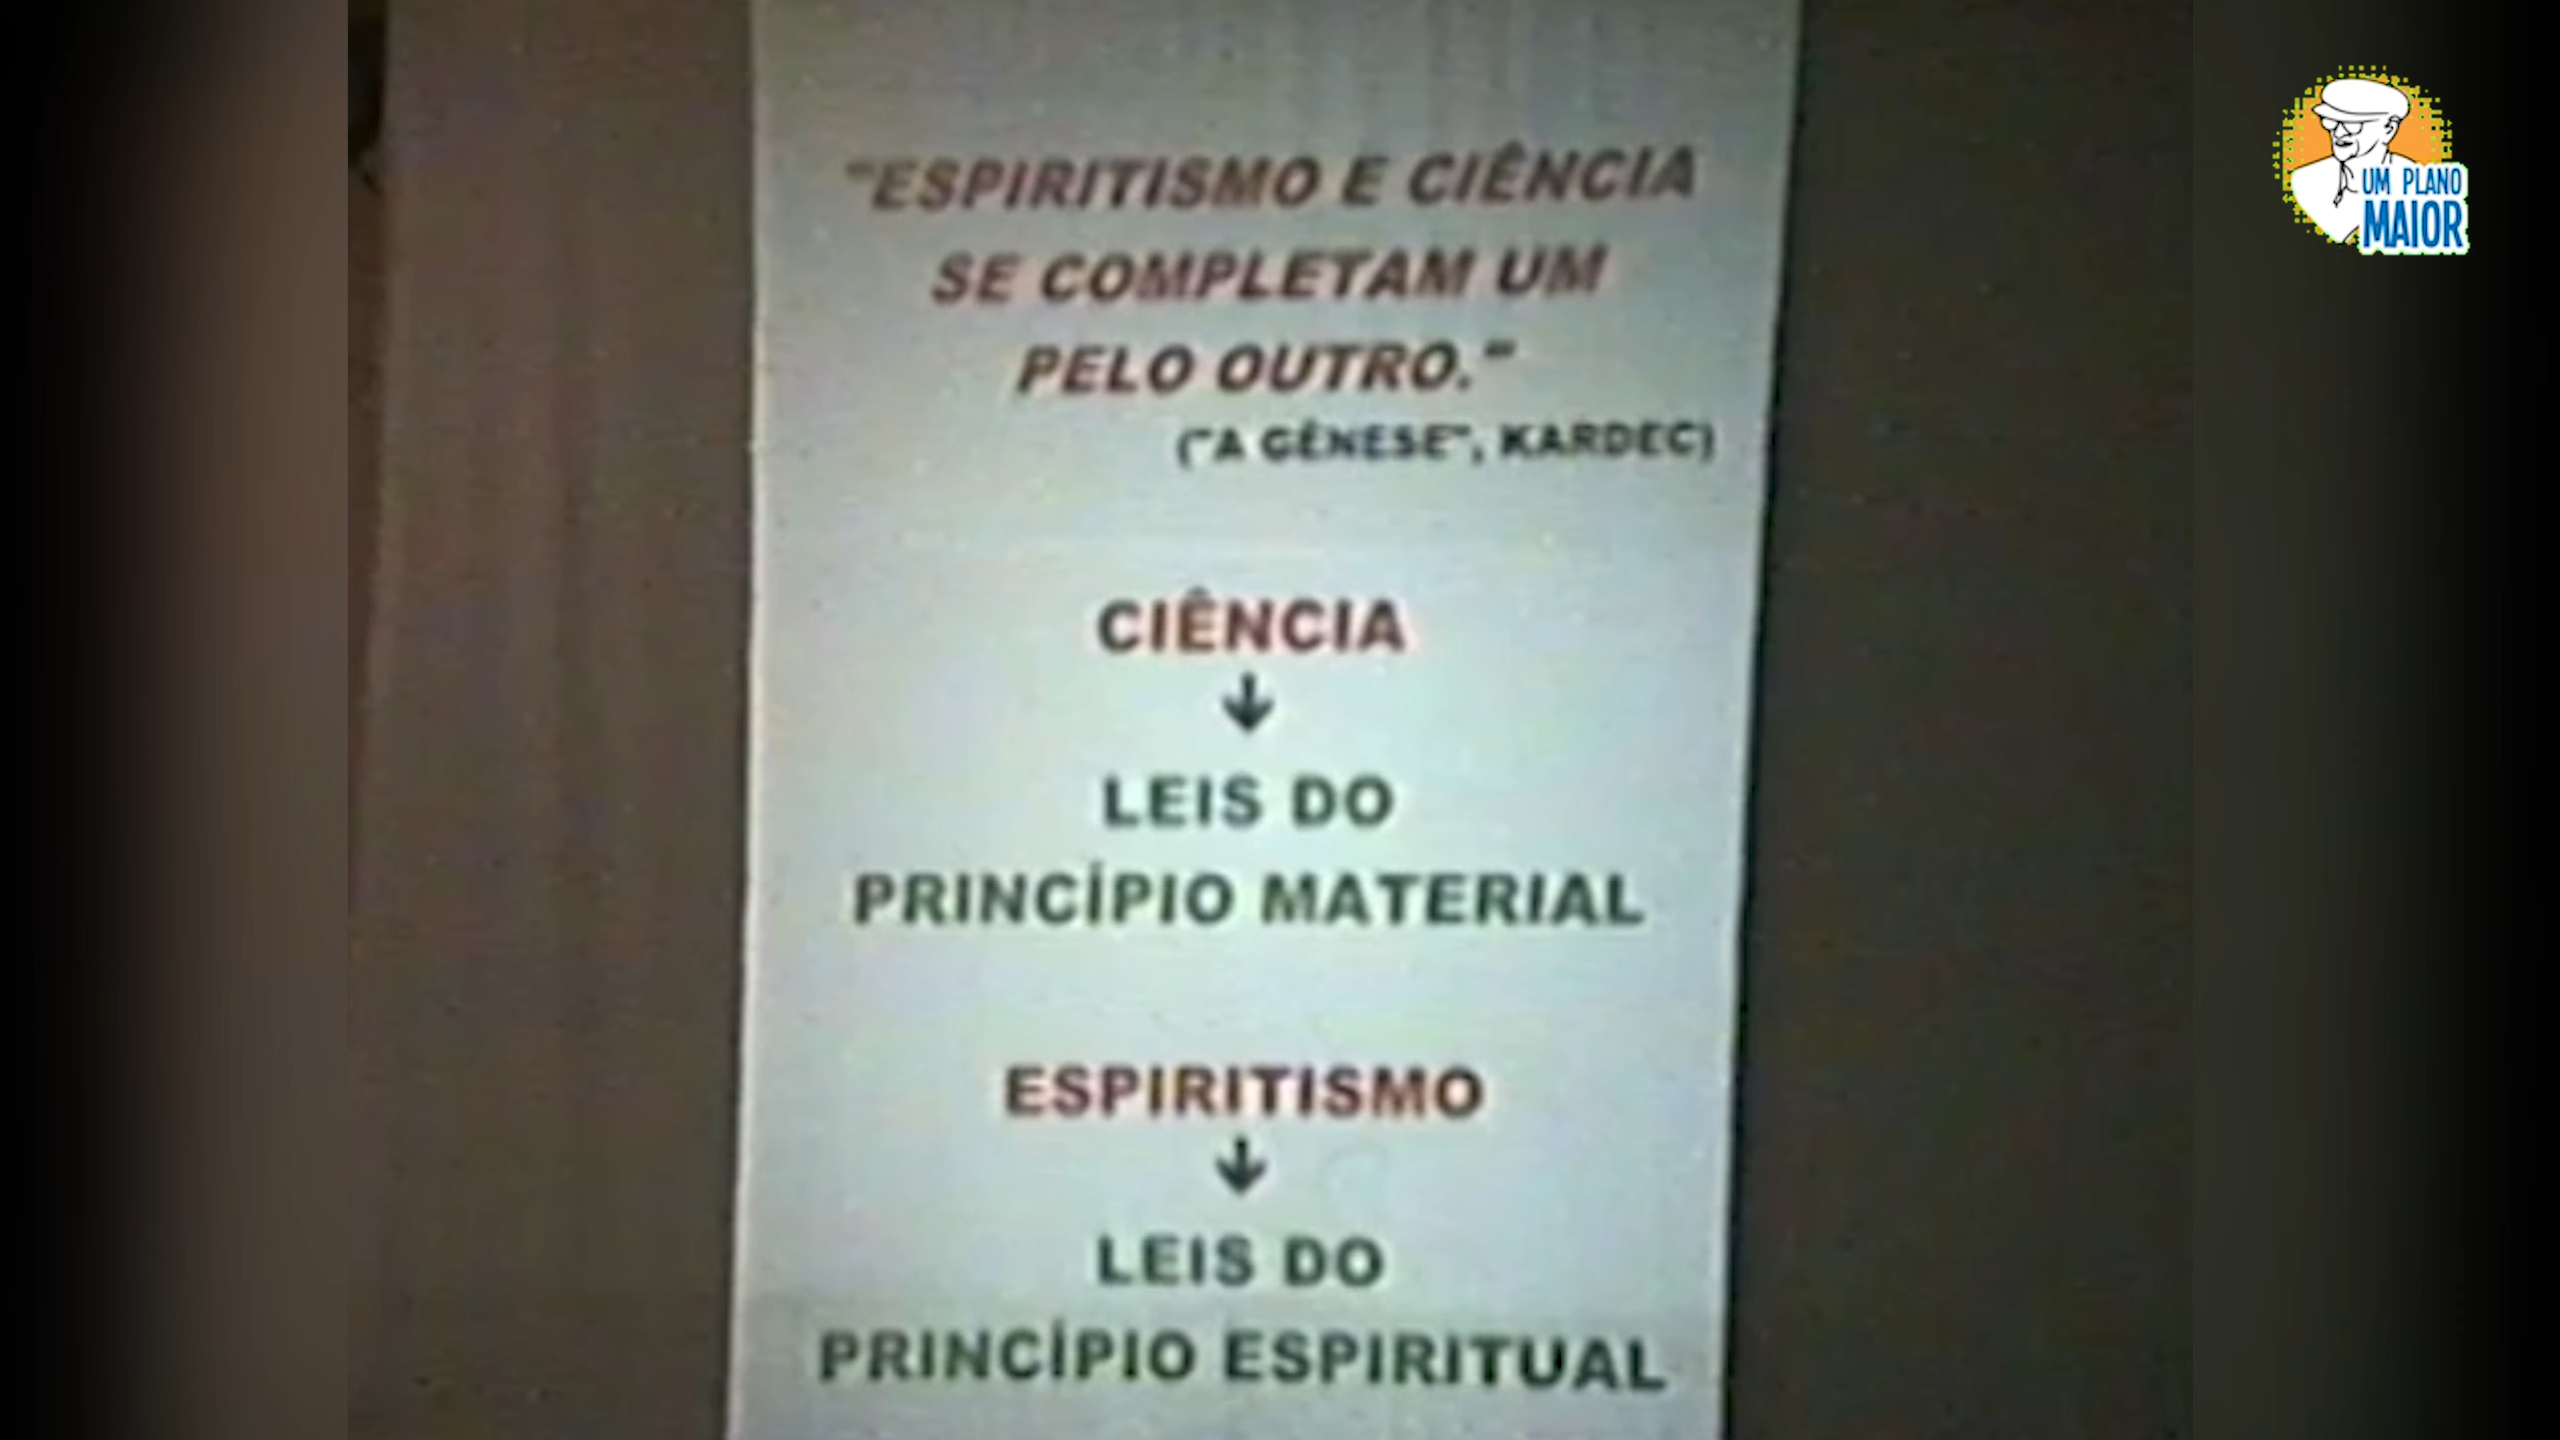 "ESPIRITISMO E CIÊNCIA
SE COMPLETAM UM
PELO OUTRO."
("A GÊNESE", KARDEC)
CIÊNCIA
LEIS DO
PRINCÍPIO MATERIAL
ESPIRITISMO
LEIS DO
PRINCÍPIO ESPIRITUAL
UM PLANO
MAIOR